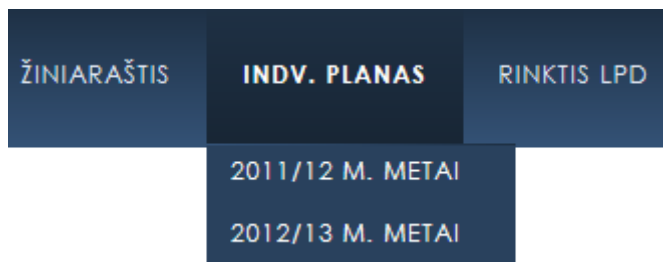 ŽINIARAŠTIS INDV. PLANAS RINKTIS LPD
2011/12 M. METAI
2012/13 M. METAI